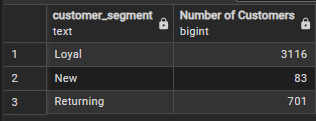 customer_segment Number of Customers
text bigint
1 Loyal 3116
2 New 83
3 Returning 701